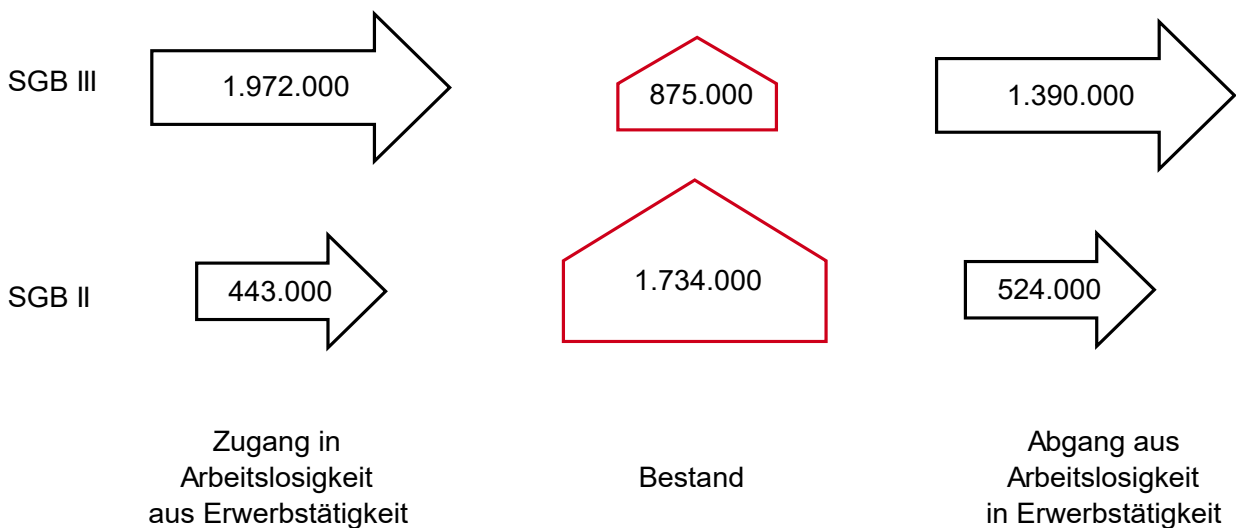 SGB III
1.972.000
875.000
1.390.000
SGB II
443.000
1.734.000
524.000
Zugang in
Arbeitslosigkeit
aus Erwerbstätigkeit
Bestand
Abgang aus
Arbeitslosigkeit
in Erwerbstätigkeit